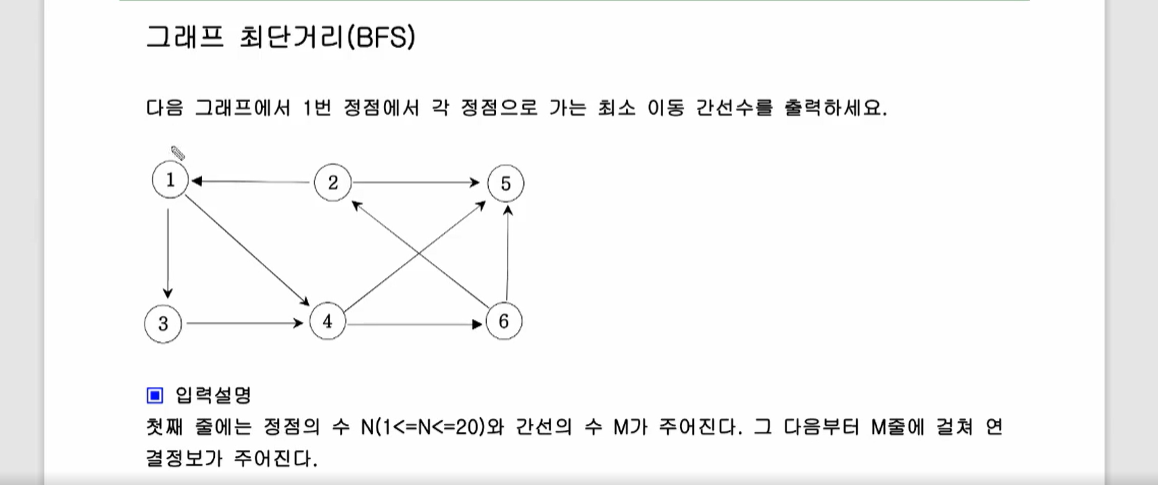 그래프 최단거리(BFS)
다음 그래프에서 1번 정점에서 각 정점으로 가는 최소 이동 간선수를 출력하세요.
1 2 5
3 4 6
▣ 입력설명
첫째 줄에는 정점의 수 N(1<=N<=20)와 간선의 수 M가 주어진다. 그 다음부터 M줄에 걸쳐 연
결정보가 주어진다.